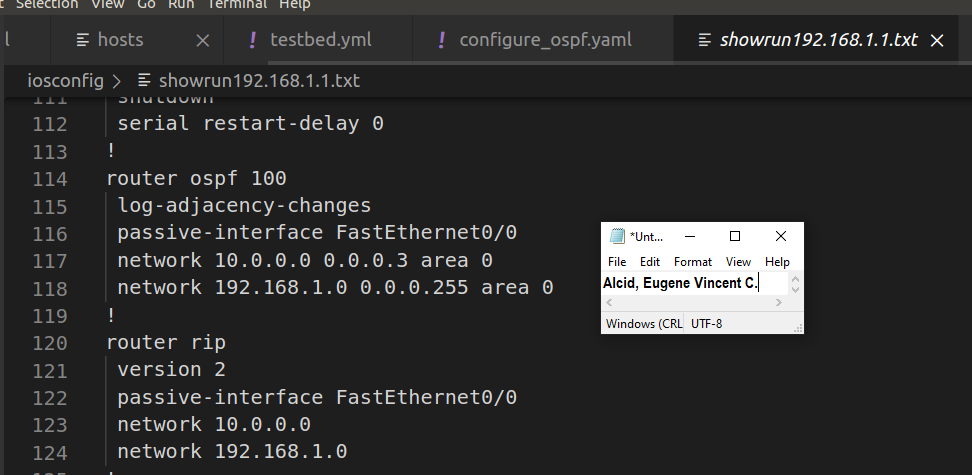 Selection View Go Run Terminal Help
hosts
! testbed.yml
! configure_ospf.yaml
showrun192.168.1.1.txt
iosconfig > showrun192.168.1.1.txt
111 shutdown
112 serial restart-delay 0
113 !
114 router ospf 100
115 log-adjacency-changes
116 passive-interface FastEthernet0/0
117 network 10.0.0.0 0.0.0.3 area 0
118 network 192.168.1.0 0.0.0.255 area 0
119 !
120 router rip
121 version 2
122 passive-interface FastEthernet0/0
123 network 10.0.0.0
124 network 192.168.1.0
*Unt...
File Edit Format View Help
Alcid, Eugene Vincent C.
Windows (CRL UTF-8